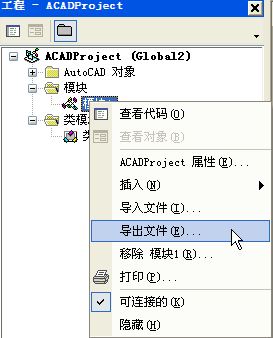 工程 - ACADProject
ACADProject (Global2)
AutoCAD 对象
模块
类模
类
查看代码(O)
查看对象(B)
ACADProject 属性(E)...
插入(N)
导入文件(I)...
导出文件(E)...
移除 模块1(R)...
打印(P)...
可连接的(K)
隐藏(H)